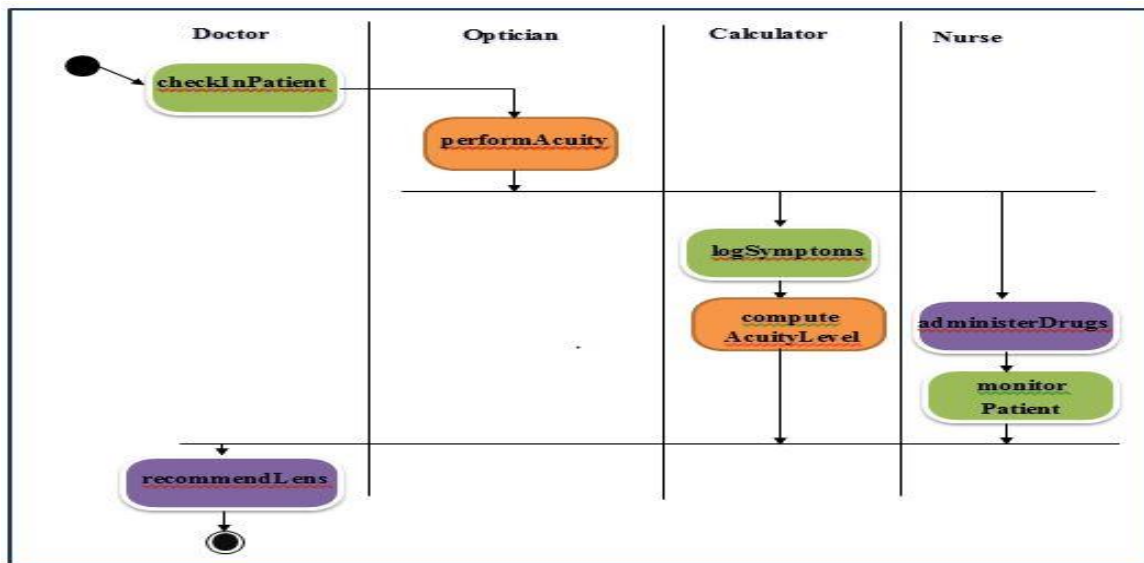 Doctor
Optician
Calculator
Nurse
checkInPatient
performAcuity
logSymptoms
compute
AcuityLevel
administerDrugs
monitor
Patient
recommendLens